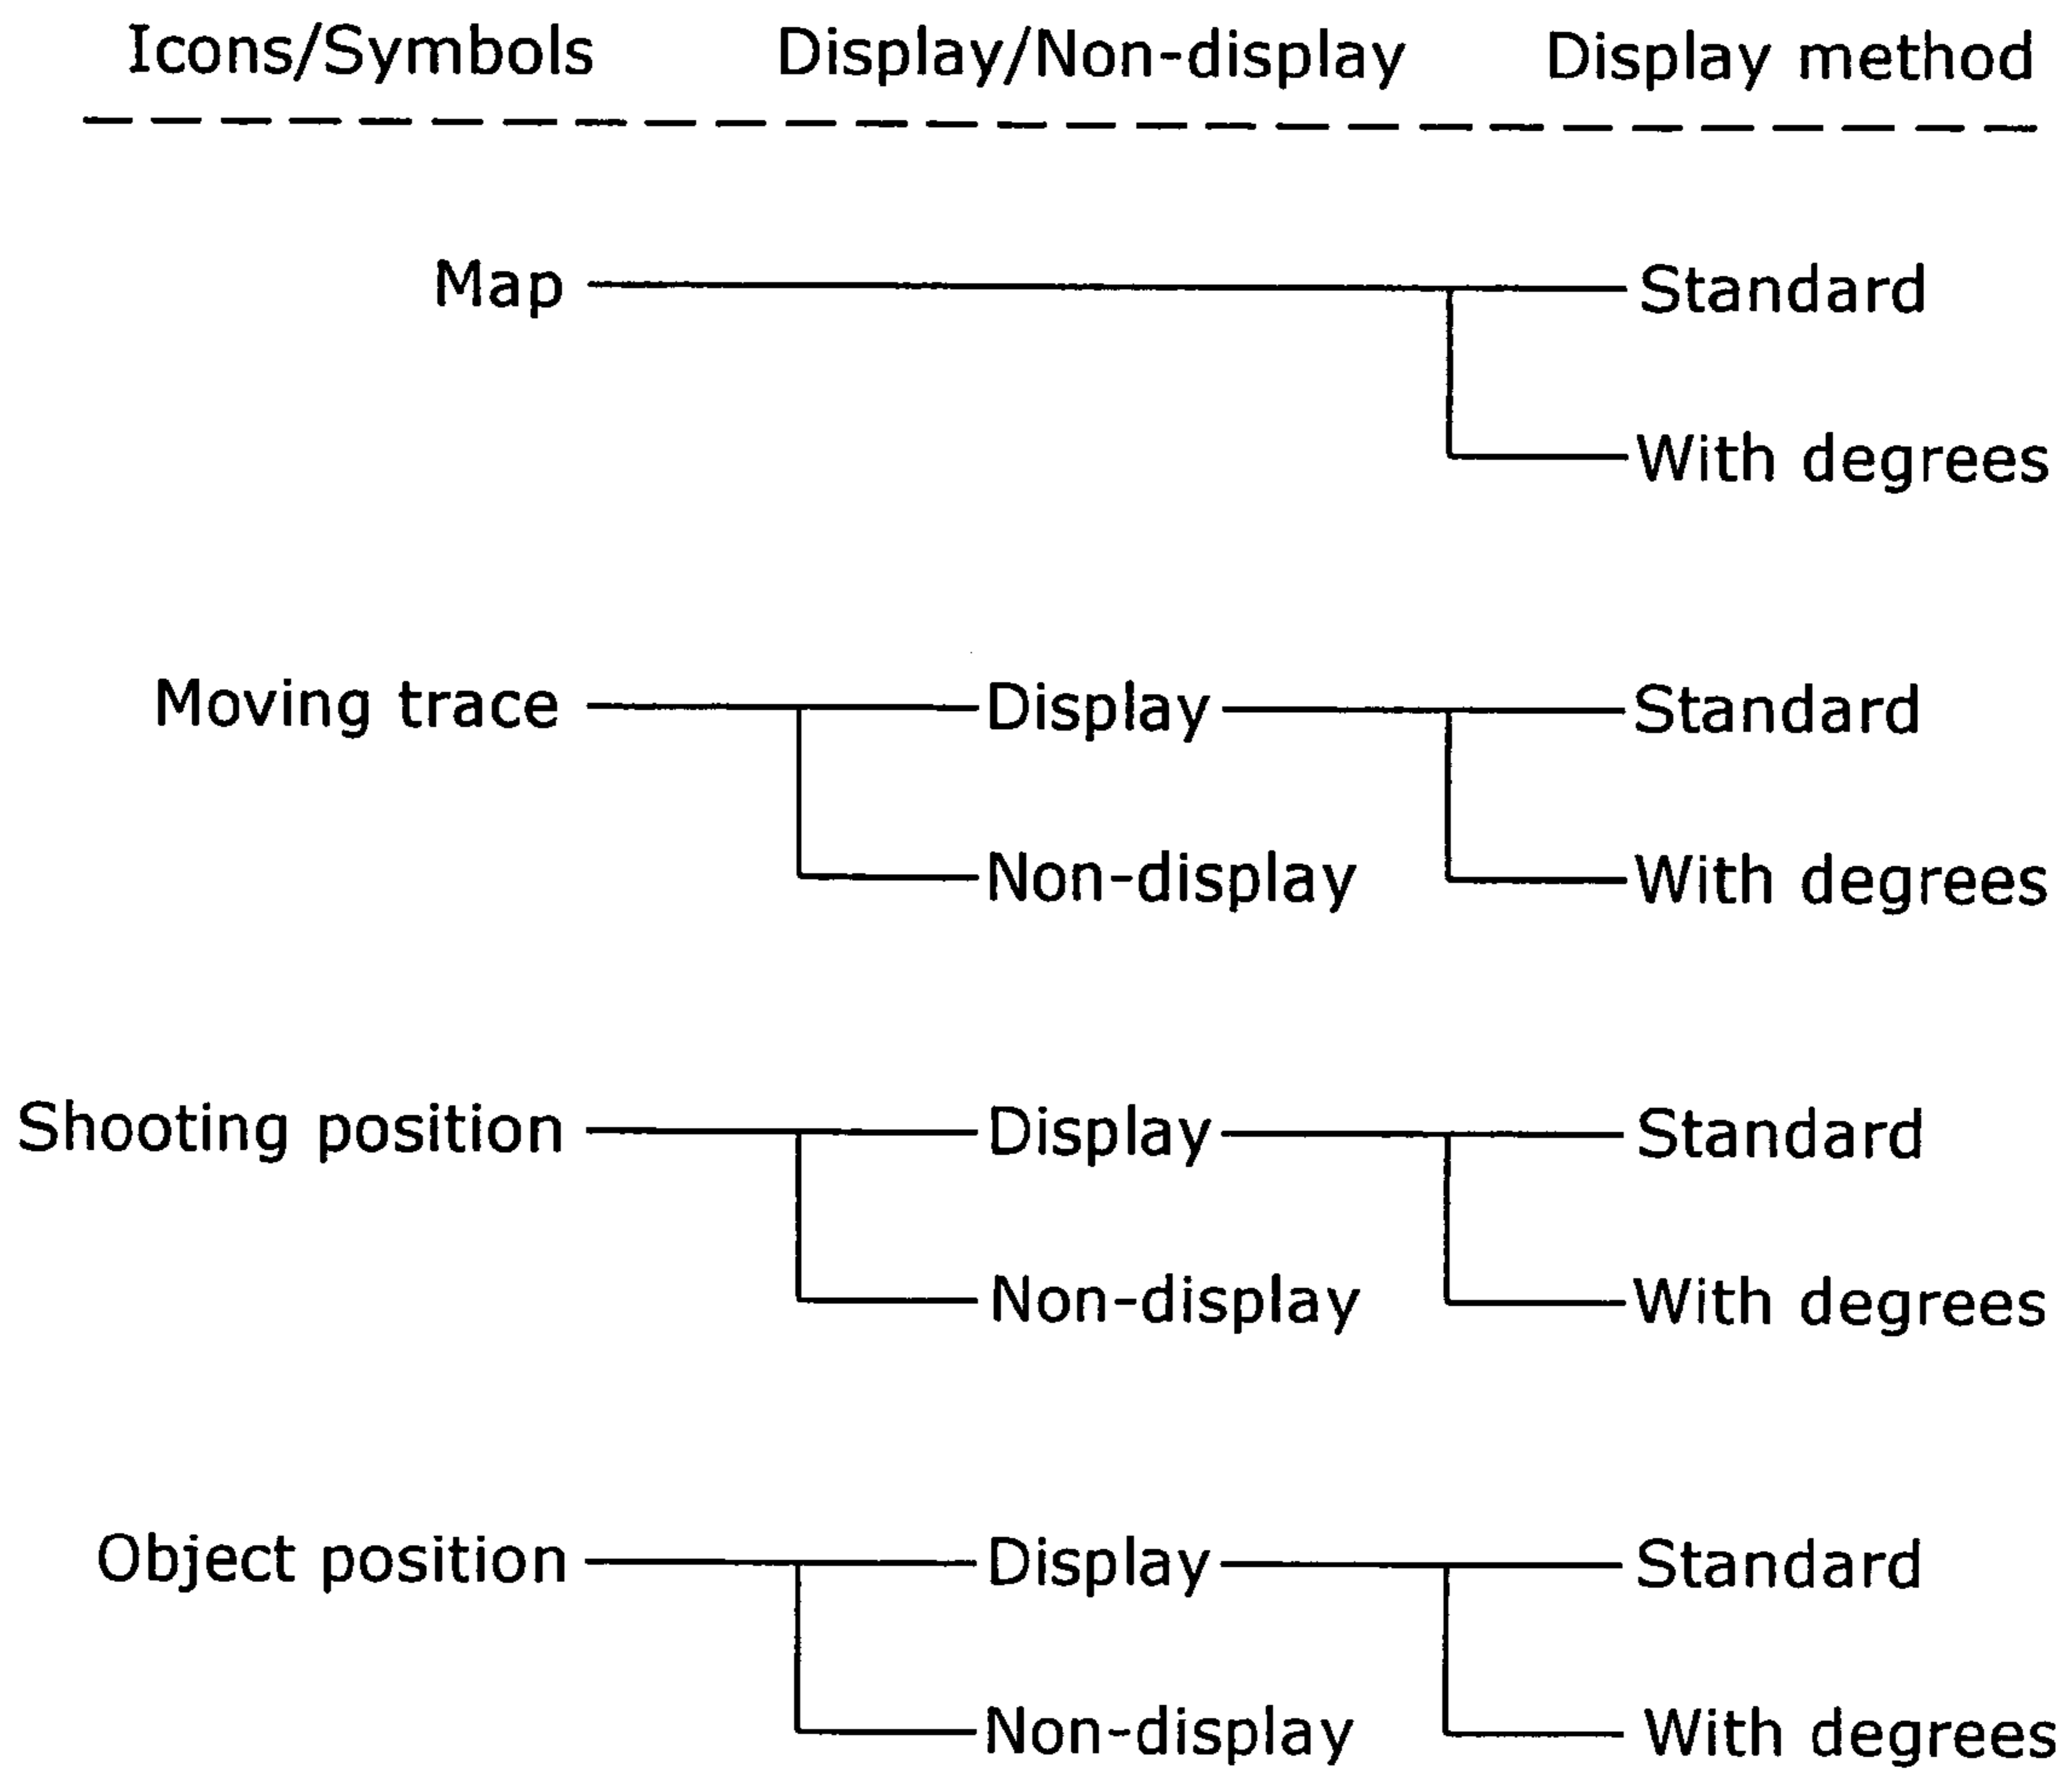 Icons/Symbols Display/Non-display Display method
Map Standard
With degrees
Moving trace Display Standard
Non-display With degrees
Shooting position Display Standard
Non-display With degrees
Object position Display Standard
Non-display With degrees